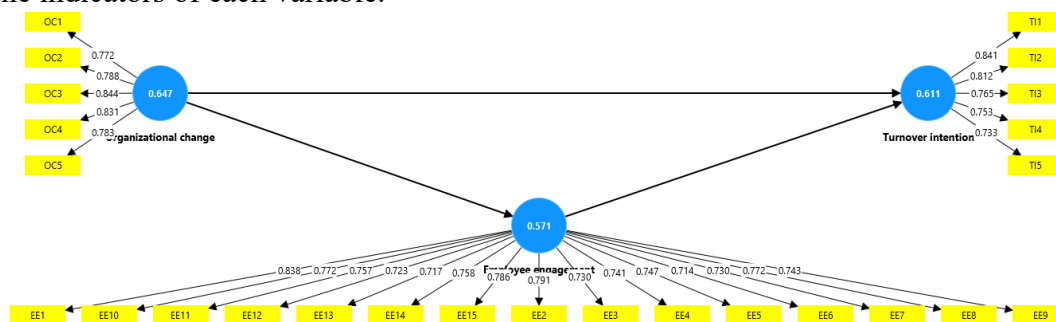 the indicators of each variable.
OC1
TI1
0.772
0.841
OC2
TI2
0.788
0.812
OC3
0.844
0.647
0.611
0.765
TI3
0.831
0.753
OC4
TI4
0.783
Organizational change
Turnover intention
0.733
OC5
TI5
0.571
Employee engagement
0.838 0.772 0.757 0.723 0.717 0.758 0.786 0.791 0.730 0.741 0.747 0.714 0.730 0.772 0.743
EE1 EE10 EE11 EE12 EE13 EE14 EE15 EE2 EE3 EE4 EE5 EE6 EE7 EE8 EE9